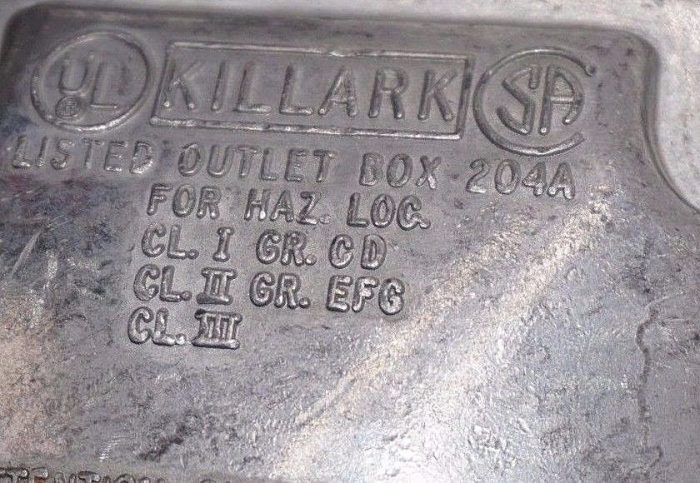 UL ® KILLARK SA
LISTED OUTLET BOX 204A
FOR HAZ. LOC.
CL. I GR. CD
CL. II GR. EFG
CL. III